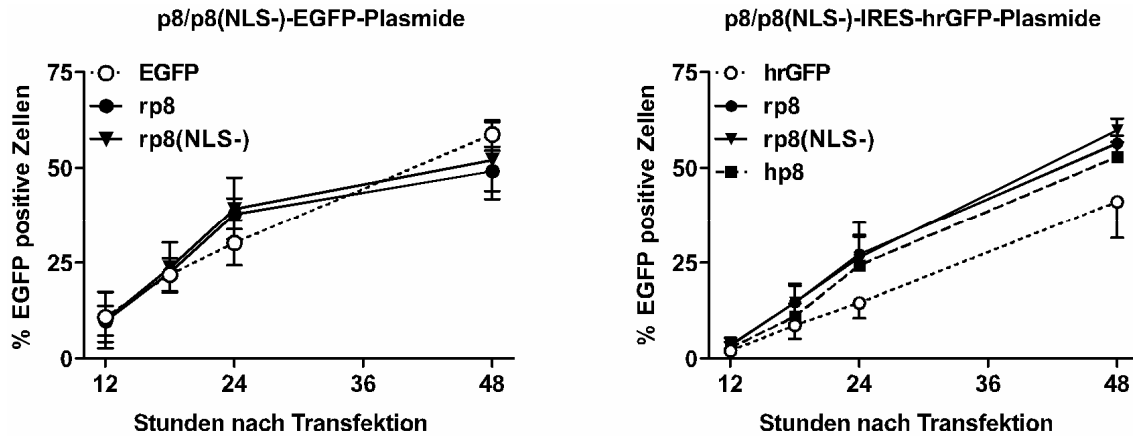 p8/p8(NLS-)-EGFP-Plasmide
% EGFP positive Zellen
75
50
25
0
EGFP
rp8
rp8(NLS-)
12
24
36
48
Stunden nach Transfektion
p8/p8(NLS-)-IRES-hrGFP-Plasmide
% EGFP positive Zellen
75
50
25
0
hrGFP
rp8
rp8(NLS-)
hp8
12
24
36
48
Stunden nach Transfektion